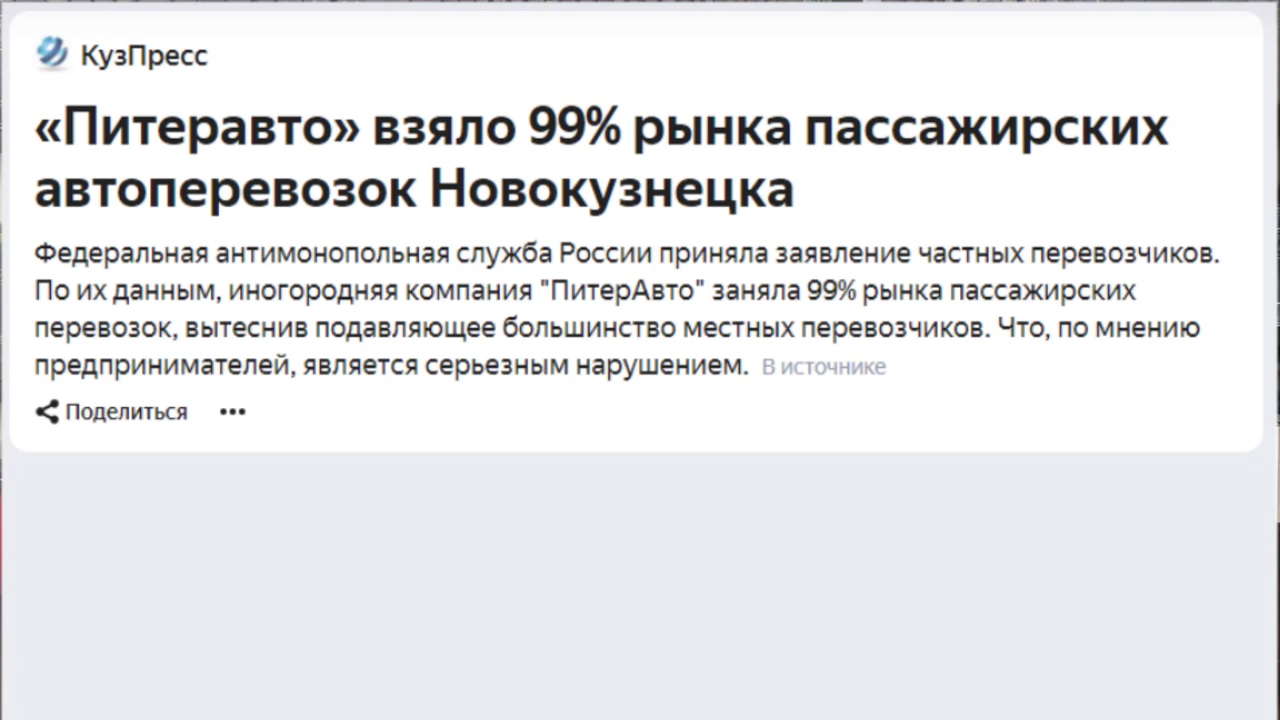 КузПресс
«Питеравто» взяло 99% рынка пассажирских
автоперевозок Новокузнецка
Федеральная антимонопольная служба России приняла заявление частных перевозчиков.
По их данным, иногородняя компания "ПитерАвто" заняла 99% рынка пассажирских
перевозок, вытеснив подавляющее большинство местных перевозчиков. Что, по мнению
предпринимателей, является серьезным нарушением. В источнике
Поделиться •••